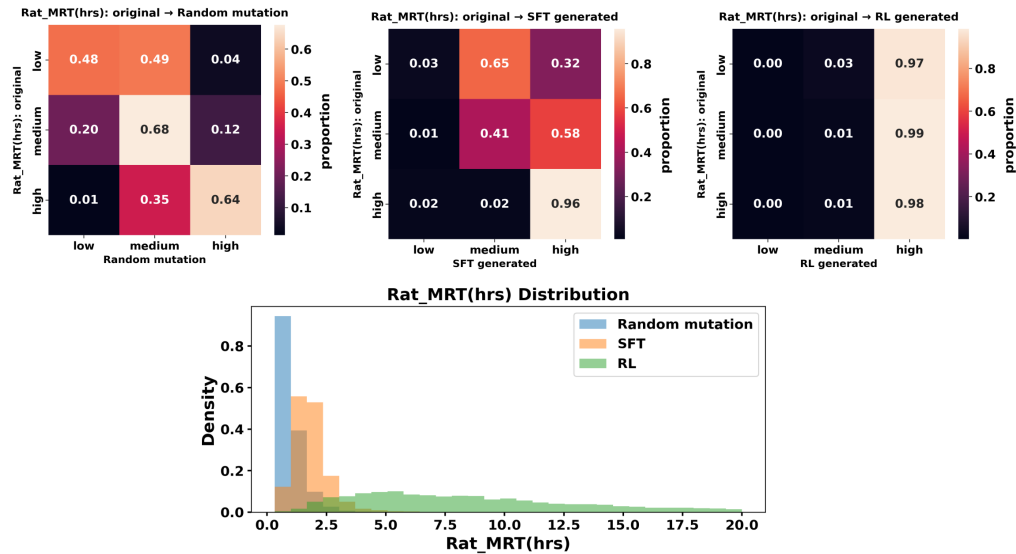 Rat_MRT(hrs): original → Random mutation
Rat_MRT(hrs): original
low
medium
high
0.48 0.49 0.04
0.20 0.68 0.12
0.01 0.35 0.64
low medium high
Random mutation
0.6
0.5
0.4
0.3
0.2
0.1
proportion
Rat_MRT(hrs): original → SFT generated
Rat_MRT(hrs): original
low
medium
high
0.03 0.65 0.32
0.01 0.41 0.58
0.02 0.02 0.96
low medium high
SFT generated
0.8
0.6
0.4
0.2
proportion
Rat_MRT(hrs): original → RL generated
Rat_MRT(hrs): original
low
medium
high
0.00 0.03 0.97
0.00 0.01 0.99
0.00 0.01 0.98
low medium high
RL generated
0.8
0.6
0.4
0.2
proportion
Rat_MRT(hrs) Distribution
Random mutation
SFT
RL
Density
0.8
0.6
0.4
0.2
0.0
0.0 2.5 5.0 7.5 10.0 12.5 15.0 17.5 20.0
Rat_MRT(hrs)